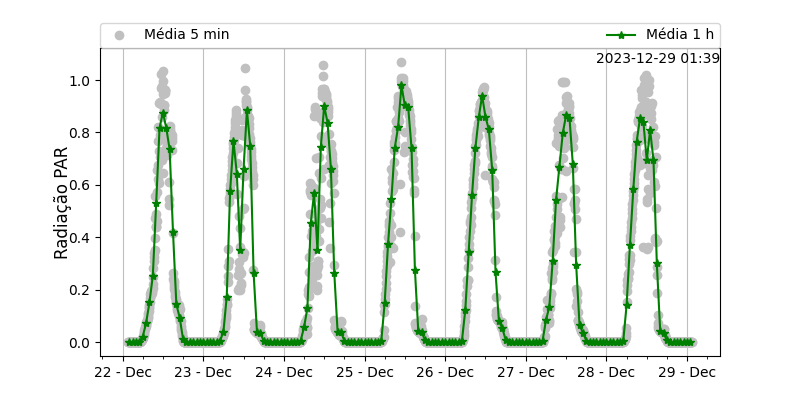 Média 5 min
Média 1 h
2023-12-29 01:39
Radiação PAR
1.0
0.8
0.6
0.4
0.2
0.0
22 - Dec
23 - Dec
24 - Dec
25 - Dec
26 - Dec
27 - Dec
28 - Dec
29 - Dec